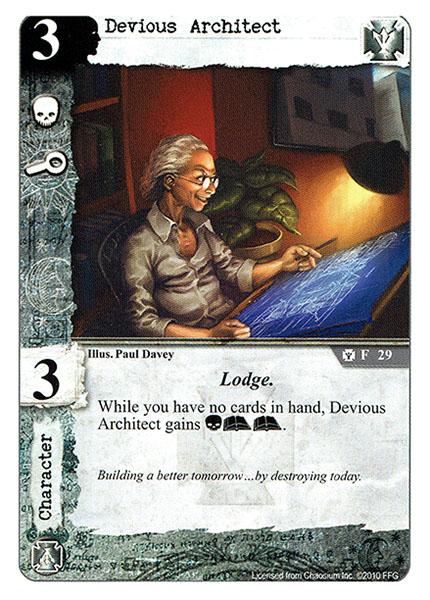 3
Devious Architect
Illus. Paul Davey
F 29
3
Lodge.
While you have no cards in hand, Devious
Architect gains .
Building a better tomorrow...by destroying today.
Character
Licensed from Chaosium Inc. ©2010 FFG